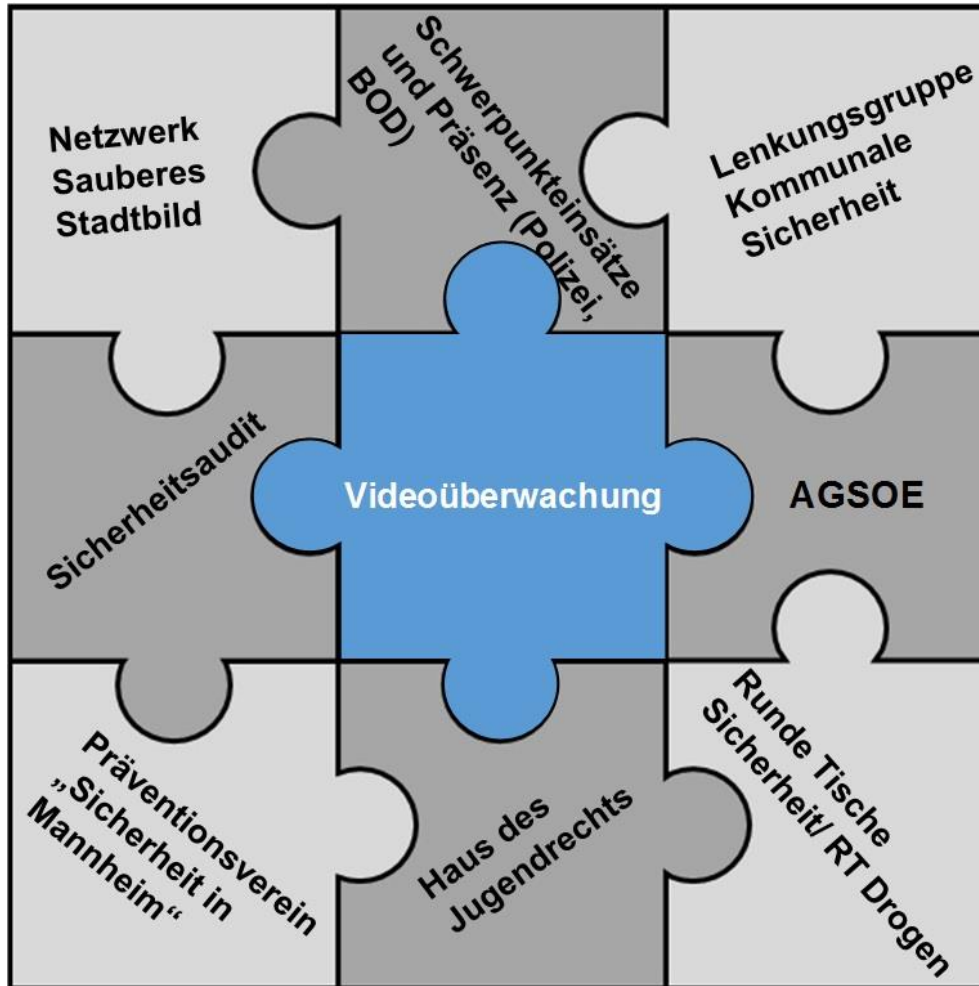 Netzwerk
Sauberes
Stadtbild
Schwerpunkteinsätze
und Präsenz (Polizei,
BOD))
Lenkungsgruppe
Kommunale
Sicherheit
Sicherheitsaudit
Videoüberwachung
AGSOE
Präventionsverein
„Sicherheit in
Mannheim“
Haus des
Jugendrechts
Runde Tische
Sicherheit/ RT Drogen